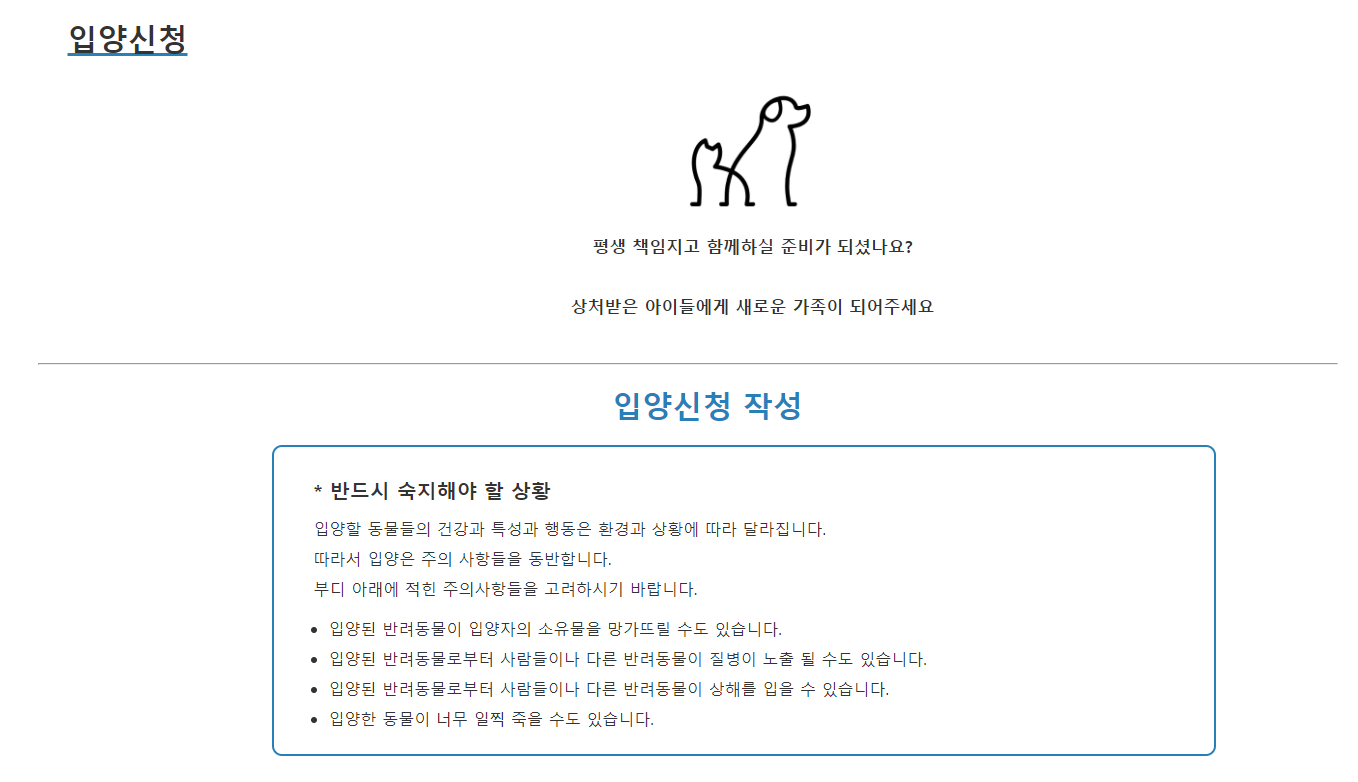 입양신청
평생 책임지고 함께하실 준비가 되셨나요?
상처받은 아이들에게 새로운 가족이 되어주세요
입양신청 작성
* 반드시 숙지해야 할 상황
입양할 동물들의 건강과 특성과 행동은 환경과 상황에 따라 달라집니다.
따라서 입양은 주의 사항들을 동반합니다.
부디 아래에 적힌 주의사항들을 고려하시기 바랍니다.
• 입양된 반려동물이 입양자의 소유물을 망가뜨릴 수도 있습니다.
• 입양된 반려동물로부터 사람들이나 다른 반려동물이 질병이 노출 될 수도 있습니다.
• 입양된 반려동물로부터 사람들이나 다른 반려동물이 상해를 입을 수 있습니다.
• 입양한 동물이 너무 일찍 죽을 수도 있습니다.